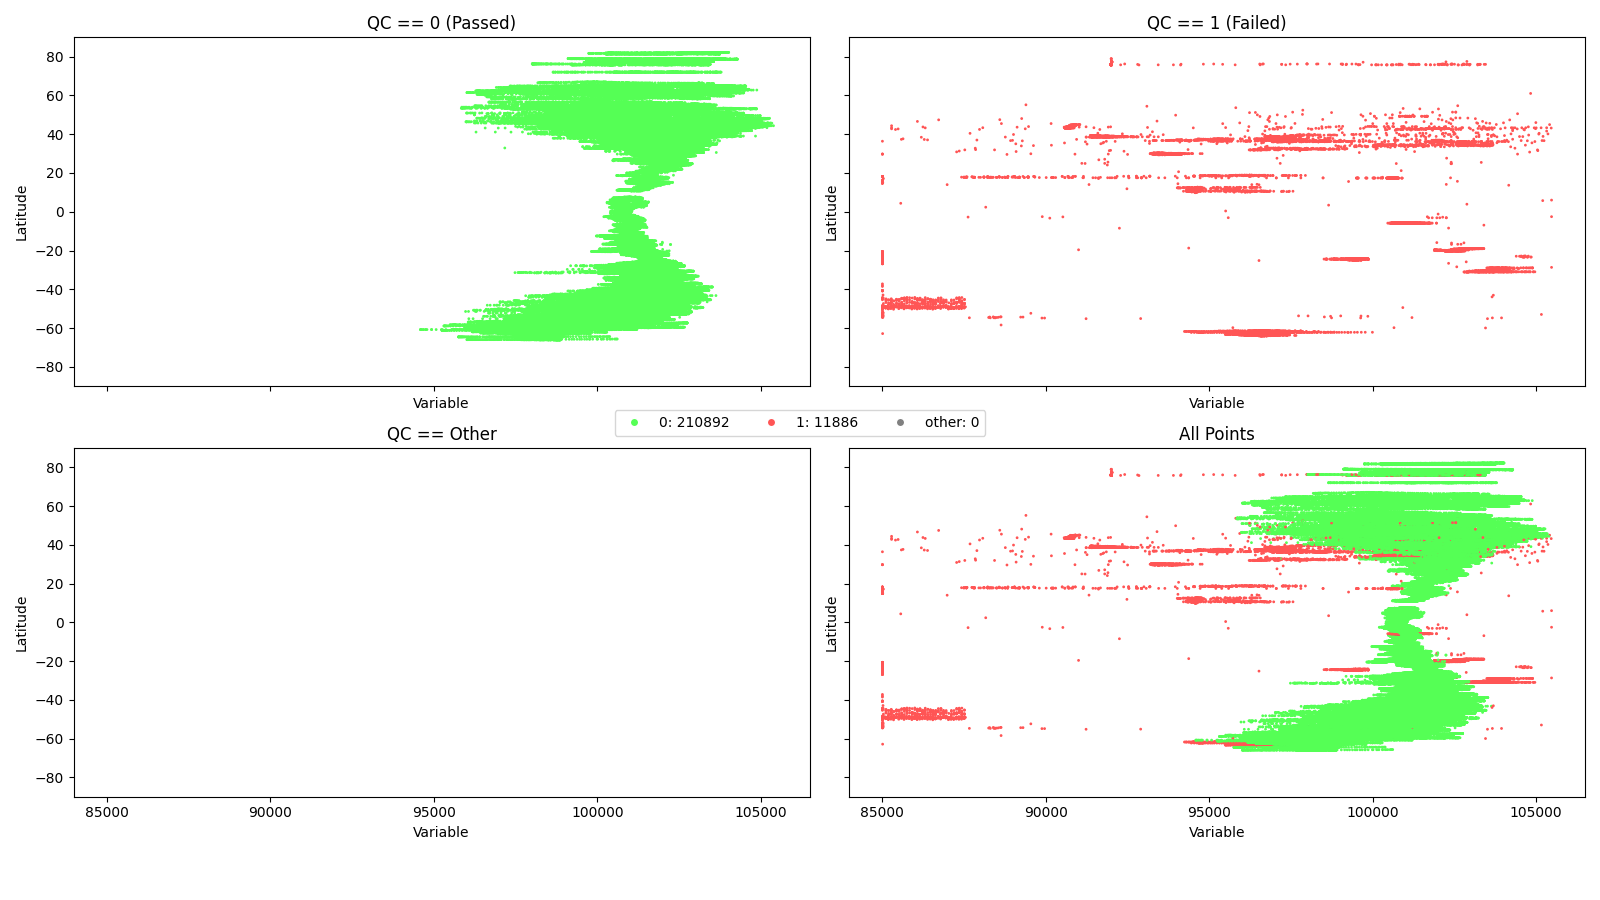 QC == 0 (Passed)
QC == 1 (Failed)
80
60
40
20
0
−20
−40
−60
−80
Latitude
Latitude
Variable
Variable
0: 210892 1: 11886 other: 0
QC == Other
All Points
80
60
40
20
0
−20
−40
−60
−80
Latitude
Latitude
85000 90000 95000 100000 105000
85000 90000 95000 100000 105000
Variable
Variable